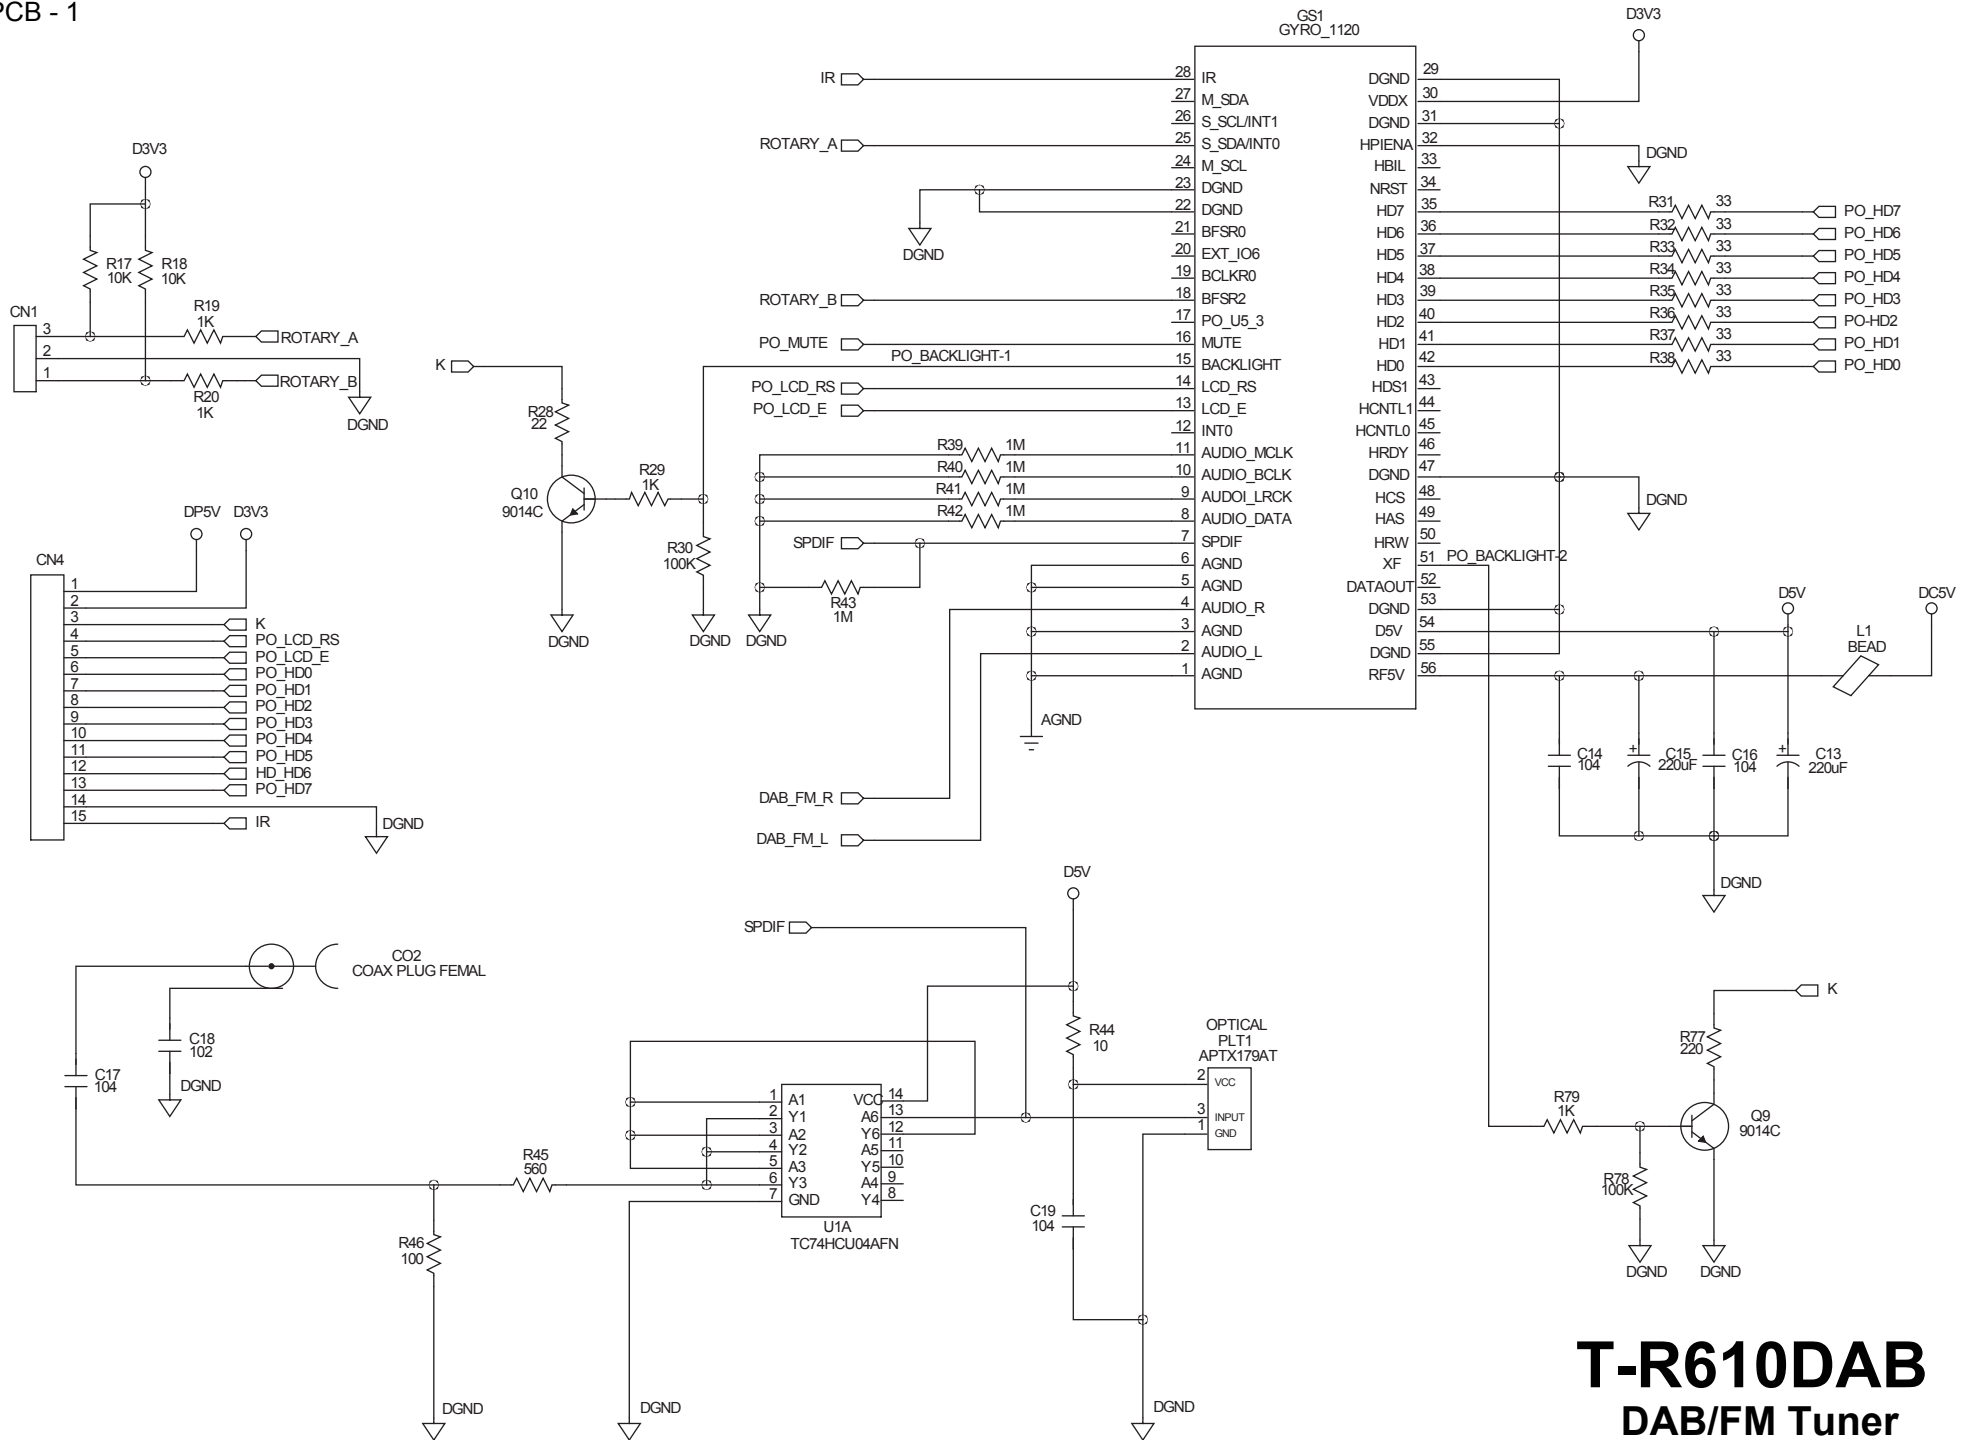 PCB - 1
GS1
GYRO_1120
D3V3
IR
28 IR
27 M_SDA
26 S_SCL/INT1
ROTARY_A
25 S_SDA/INT0
24 M_SCL
23 DGND
22 DGND
21 BFSR0
20 EXT_IO6
19 BCLKR0
ROTARY_B
18 BFSR2
17 PO_U5_3
PO_MUTE
16 MUTE
PO_BACKLIGHT-1
15 BACKLIGHT
PO_LCD_RS
14 LCD_RS
PO_LCD_E
13 LCD_E
12 INT0
R39 1M
11 AUDIO_MCLK
R40 1M
10 AUDIO_BCLK
R41 1M
9 AUDOI_LRCK
R42 1M
8 AUDIO_DATA
SPDIF
7 SPDIF
6 AGND
5 AGND
4 AUDIO_R
3 AGND
2 AUDIO_L
1 AGND
R43
1M
DGND
DGND
AGND
DAB_FM_R
DAB_FM_L
DGND 29
VDDX 30
DGND 31
HPIENA 32
DGND
HBIL 33
NRST 34
HD7 35 R31 33 PO_HD7
HD6 36 R32 33 PO_HD6
HD5 37 R33 33 PO_HD5
HD4 38 R34 33 PO_HD4
HD3 39 R35 33 PO_HD3
HD2 40 R36 33 PO-HD2
HD1 41 R37 33 PO_HD1
HD0 42 R38 33 PO_HD0
HDS1 43
HCNTL1 44
HCNTL0 45
HRDY 46
DGND 47
DGND
HCS 48
HAS 49
HRW 50
XF 51 PO_BACKLIGHT-2
DATAOUT 52
DGND 53
D5V 54
DGND 55
RF5V 56
D5V
DC5V
L1
BEAD
C14
104
+
C15
220uF
C16
104
+
C13
220uF
DGND
D3V3
R17
10K
R18
10K
CN1
3
2
1
R19
1K
ROTARY_A
ROTARY_B
R20
1K
DGND
K
R28
22
Q10
9014C
R29
1K
R30
100K
DGND
DGND
DP5V D3V3
CN4
1
2
3 K
4 PO_LCD_RS
5 PO_LCD_E
6 PO_HD0
7 PO_HD1
8 PO_HD2
9 PO_HD3
10 PO_HD4
11 PO_HD5
12 HD_HD6
13 PO_HD7
14
15 IR
DGND
CO2
COAX PLUG FEMAL
C18
102
DGND
C17
104
R45
560
R46
100
DGND
SPDIF
D5V
R44
10
OPTICAL
PLT1
APTX179AT
2 VCC
3 INPUT
1 GND
1 A1
2 Y1
3 A2
4 Y2
5 A3
6 Y3
7 GND
VCC 14
A6 13
Y6 12
A5 11
Y5 10
A4 9
Y4 8
U1A
TC74HCU04AFN
DGND
C19
104
DGND
K
R77
220
R79
1K
Q9
9014C
R78
100K
DGND
DGND
T-R610DAB
DAB/FM Tuner